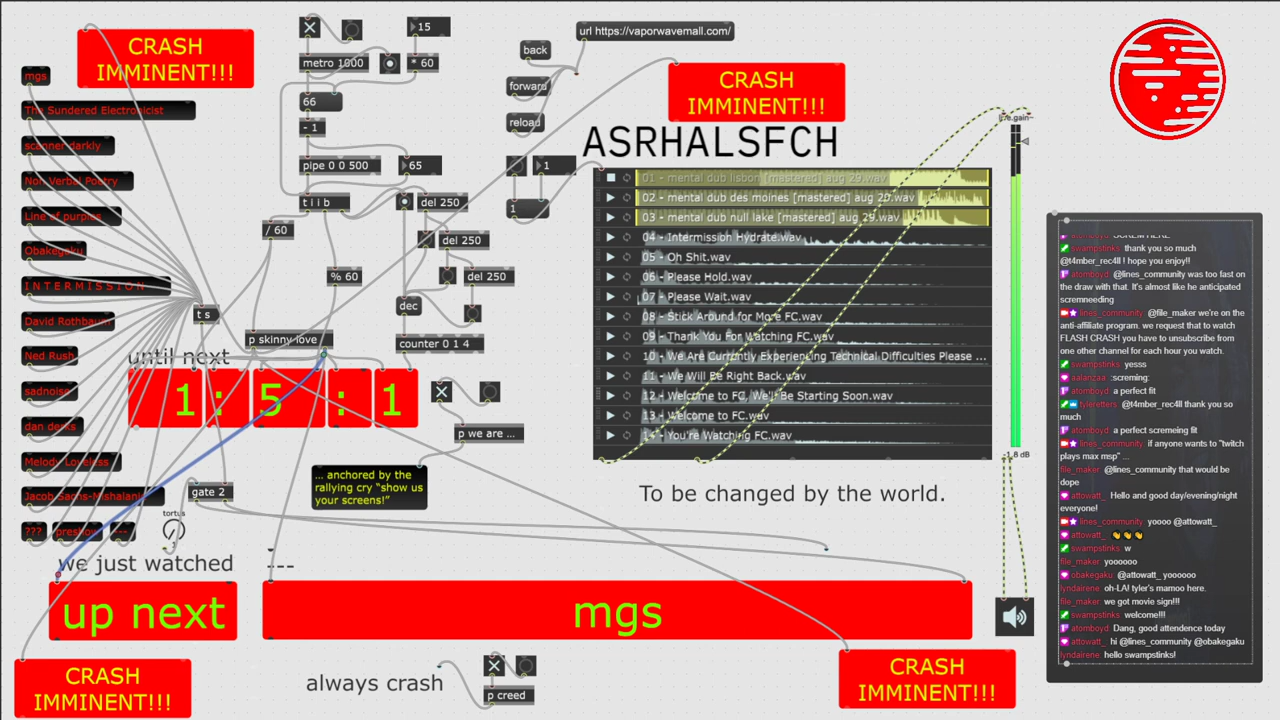 CRASH
IMMINENT!!!
15
url https://vaporwavemall.com/
back
metro 1000
* 60
mgs
forward
CRASH
IMMINENT!!!
66
The Sundered Electronicist
reload
- 1
ASRHALSFCH
scanner darkly
pipe 0 0 500
65
1
Non Verbal Poetry
01 - mental dub lisbon [mastered] aug 29.wav
02 - mental dub des moines [mastered] aug 29.wav
03 - mental dub null lake [mastered] aug 29.wav
04 - Intermission Hydrate.wav
05 - Oh Shit.wav
06 - Please Hold.wav
07 - Please Wait.wav
08 - Stick Around for More FC.wav
09 - Thank You For Watching FC.wav
10 - We Are Currently Experiencing Technical Difficulties Please ...
11 - We Will Be Right Back.wav
12 - Welcome to FC, We'll Be Starting Soon.wav
13 - Welcome to FC.wav
14 - You're Watching FC.wav
t i i b
del 250
1
Line of purples
/ 60
del 250
Obakegaku
% 60
del 250
I N T E R M I S S I O N
dec
t s
David Rothbaum
p skinny love
counter 0 1 4
until next
Ned Rush
1 : 5 : 1
sadnoise
dan derks
p we are ...
Melody Loveless
... anchored by the
rallying cry "show us
your screens!"
-1.8 dB
gate 2
Jacob Sachs-Mishalanie
To be changed by the world.
tortus
???
preshow
---
we just watched
---
up next
mgs
CRASH
IMMINENT!!!
always crash
p creed
CRASH
IMMINENT!!!
swampstinks: thank you so much
@t4mber_rec4ll ! hope you enjoy!!
atomboyd: @lines_community was too fast on
the draw with that. It's almost like he anticipated
scremneeding
lines_community: @file_maker we're on the
anti-affiliate program. we request that to watch
FLASH CRASH you have to unsubscribe from
one other channel for each hour you watch.
swampstinks: yesss
aalanzaa: :screming:
atomboyd: a perfect fit
tyleretters: @t4mber_rec4ll thank you so
much
atomboyd: a perfect scremeing fit
lines_community: if anyone wants to "twitch
plays max msp" ...
file_maker: @lines_community that would be
dope
attowatt_: Hello and good day/evening/night
everyone!
lines_community: yoooo @attowatt_
attowatt_: 👏👏👏
swampstinks: w
file_maker: yoooooo
obakegaku: @attowatt_ yoooooo
lyndairene: oh-LA! tyler's mamoo here.
file_maker: we got movie sign!!!
swampstinks: welcome!!!
atomboyd: Dang, good attendence today
attowatt_: hi @lines_community @obakegaku
lyndairene: hello swampstinks!